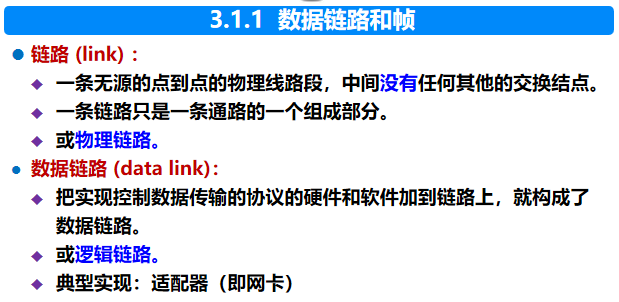 3.1.1 数据链路和帧
链路 (link) ：
一条无源的点到点的物理线路段，中间没有任何其他的交换结点。
一条链路只是一条通路的一个组成部分。
或物理链路。
数据链路 (data link)：
把实现控制数据传输的协议的硬件和软件加到链路上，就构成了
数据链路。
或逻辑链路。
典型实现：适配器（即网卡）